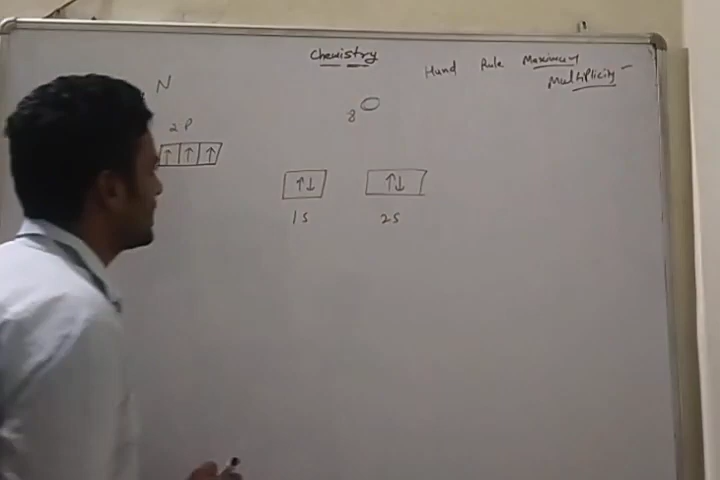 Chemistry
Hund Rule Maximum
Multiplicity -
N
2P
↑ ↑ ↑
8O
↑↓ ↑↓
1s 2s